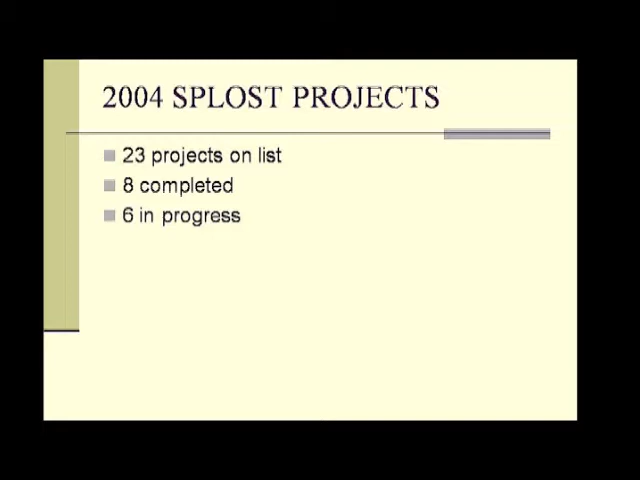 2004 SPLOST PROJECTS
23 projects on list
8 completed
6 in progress